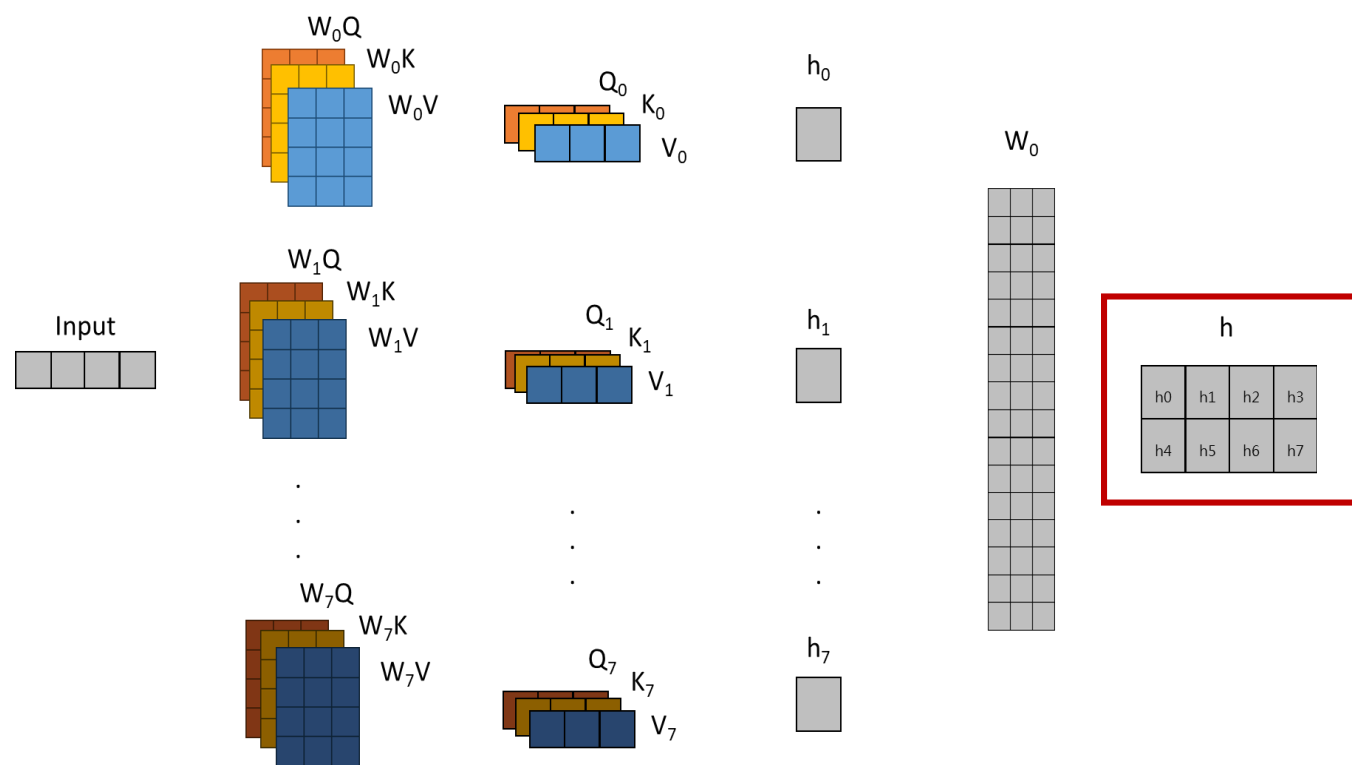 W₀Q
W₀K
W₀V
Q₀
K₀
V₀
h₀
W₀
Input
W₁Q
W₁K
W₁V
Q₁
K₁
V₁
h₁
h
h0 h1 h2 h3
h4 h5 h6 h7
W₇Q
W₇K
W₇V
Q₇
K₇
V₇
h₇